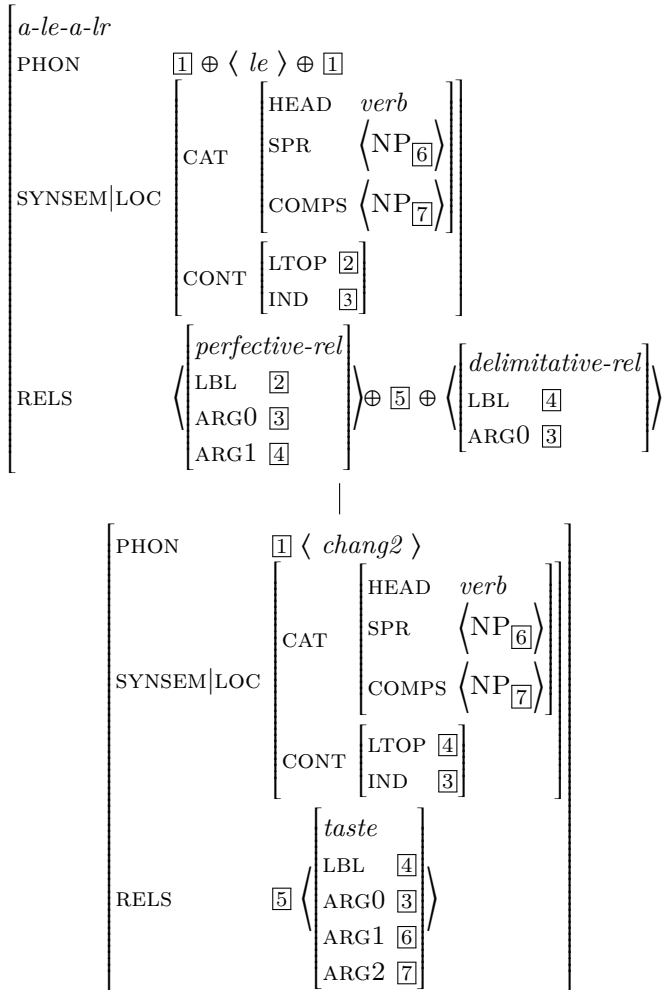 a-le-a-lr
PHON 1 ⊕ ⟨ le ⟩ ⊕ 1
SYNSEM|LOC
CAT
HEAD verb
SPR ⟨NP6⟩
COMPS ⟨NP7⟩
CONT
LTOP 2
IND 3
RELS
⟨
perfective-rel
LBL 2
ARG0 3
ARG1 4
⟩ ⊕ 5 ⊕ ⟨
delimitative-rel
LBL 4
ARG0 3
⟩
PHON 1 ⟨ chang2 ⟩
SYNSEM|LOC
CAT
HEAD verb
SPR ⟨NP6⟩
COMPS ⟨NP7⟩
CONT
LTOP 4
IND 3
RELS 5
⟨
taste
LBL 4
ARG0 3
ARG1 6
ARG2 7
⟩